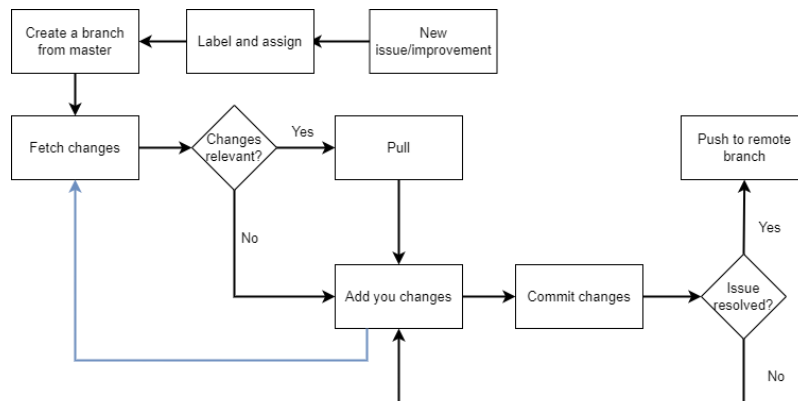 Create a branch
from master
Label and assign
New
issue/improvement
Fetch changes
Changes
relevant?
Yes
Pull
Push to remote
branch
No
Yes
Add you changes
Commit changes
Issue
resolved?
No